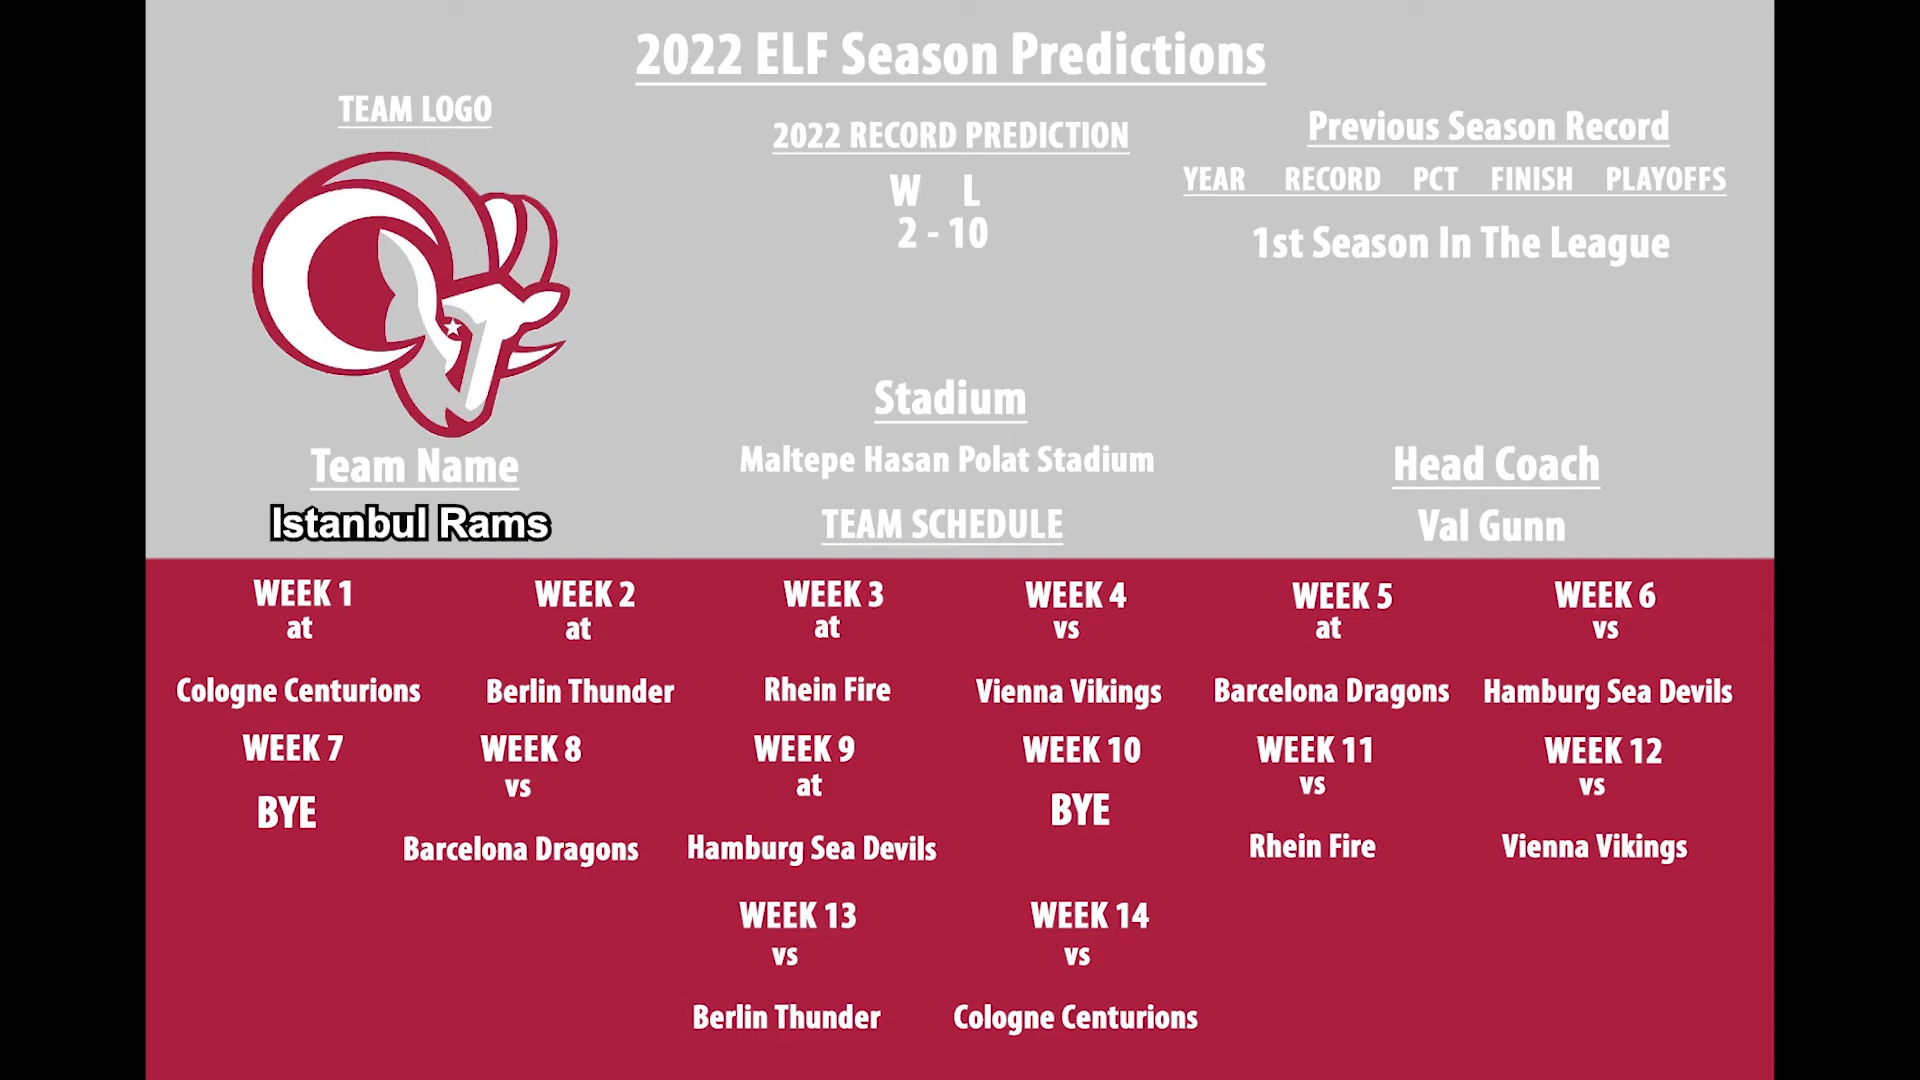 2022 ELF Season Predictions
TEAM LOGO
2022 RECORD PREDICTION
W L
2 - 10
Previous Season Record
YEAR RECORD PCT FINISH PLAYOFFS
1st Season In The League
Stadium
Maltepe Hasan Polat Stadium
Team Name
Istanbul Rams
Head Coach
Val Gunn
TEAM SCHEDULE
WEEK 1
at
Cologne Centurions
WEEK 2
at
Berlin Thunder
WEEK 3
at
Rhein Fire
WEEK 4
vs
Vienna Vikings
WEEK 5
at
Barcelona Dragons
WEEK 6
vs
Hamburg Sea Devils
WEEK 7
BYE
WEEK 8
vs
Barcelona Dragons
WEEK 9
at
Hamburg Sea Devils
WEEK 10
BYE
WEEK 11
vs
Rhein Fire
WEEK 12
vs
Vienna Vikings
WEEK 13
vs
Berlin Thunder
WEEK 14
vs
Cologne Centurions